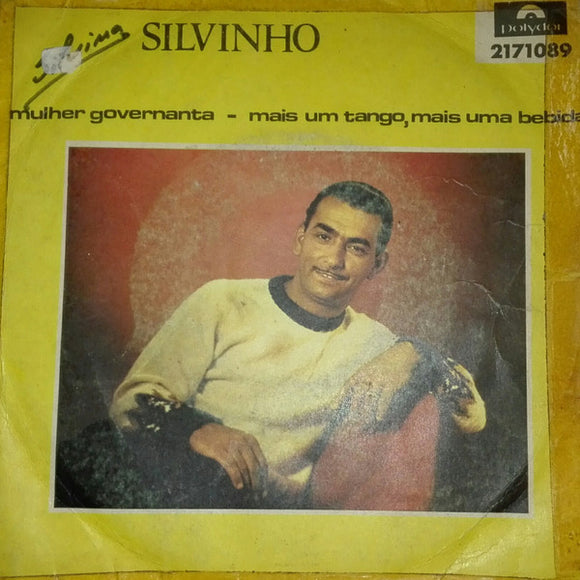 SILVINHO
polydor
2171089
mulher governanta - mais um tango, mais uma bebida